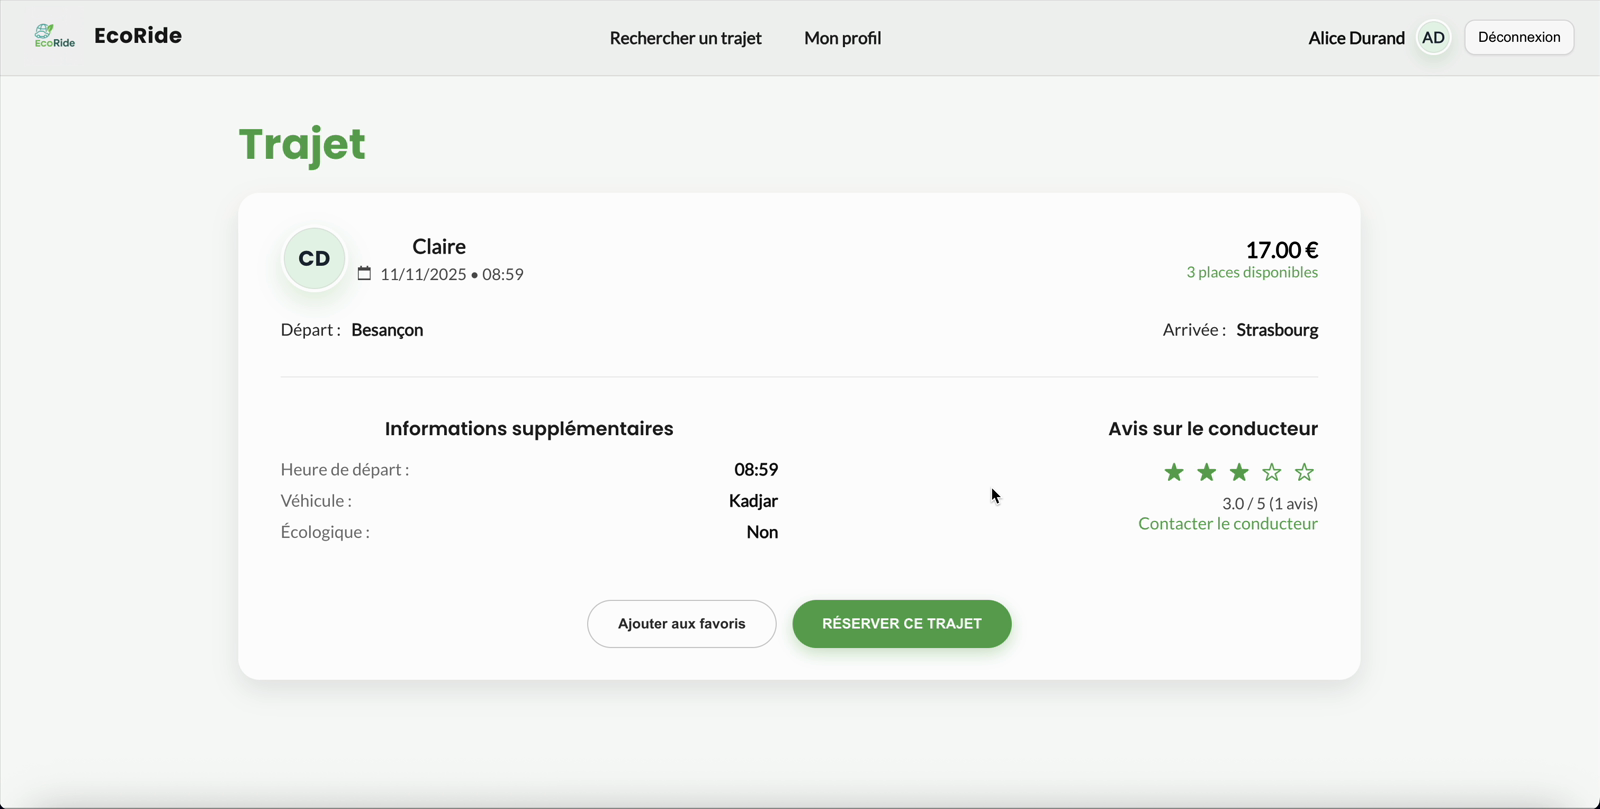 EcoRide
EcoRide
Rechercher un trajet
Mon profil
Alice Durand
AD
Déconnexion
Trajet
CD
Claire
11/11/2025 • 08:59
17.00 €
3 places disponibles
Départ : Besançon
Arrivée : Strasbourg
Informations supplémentaires
Heure de départ : 08:59
Véhicule : Kadjar
Écologique : Non
Avis sur le conducteur
3.0 / 5 (1 avis)
Contacter le conducteur
Ajouter aux favoris
RÉSERVER CE TRAJET